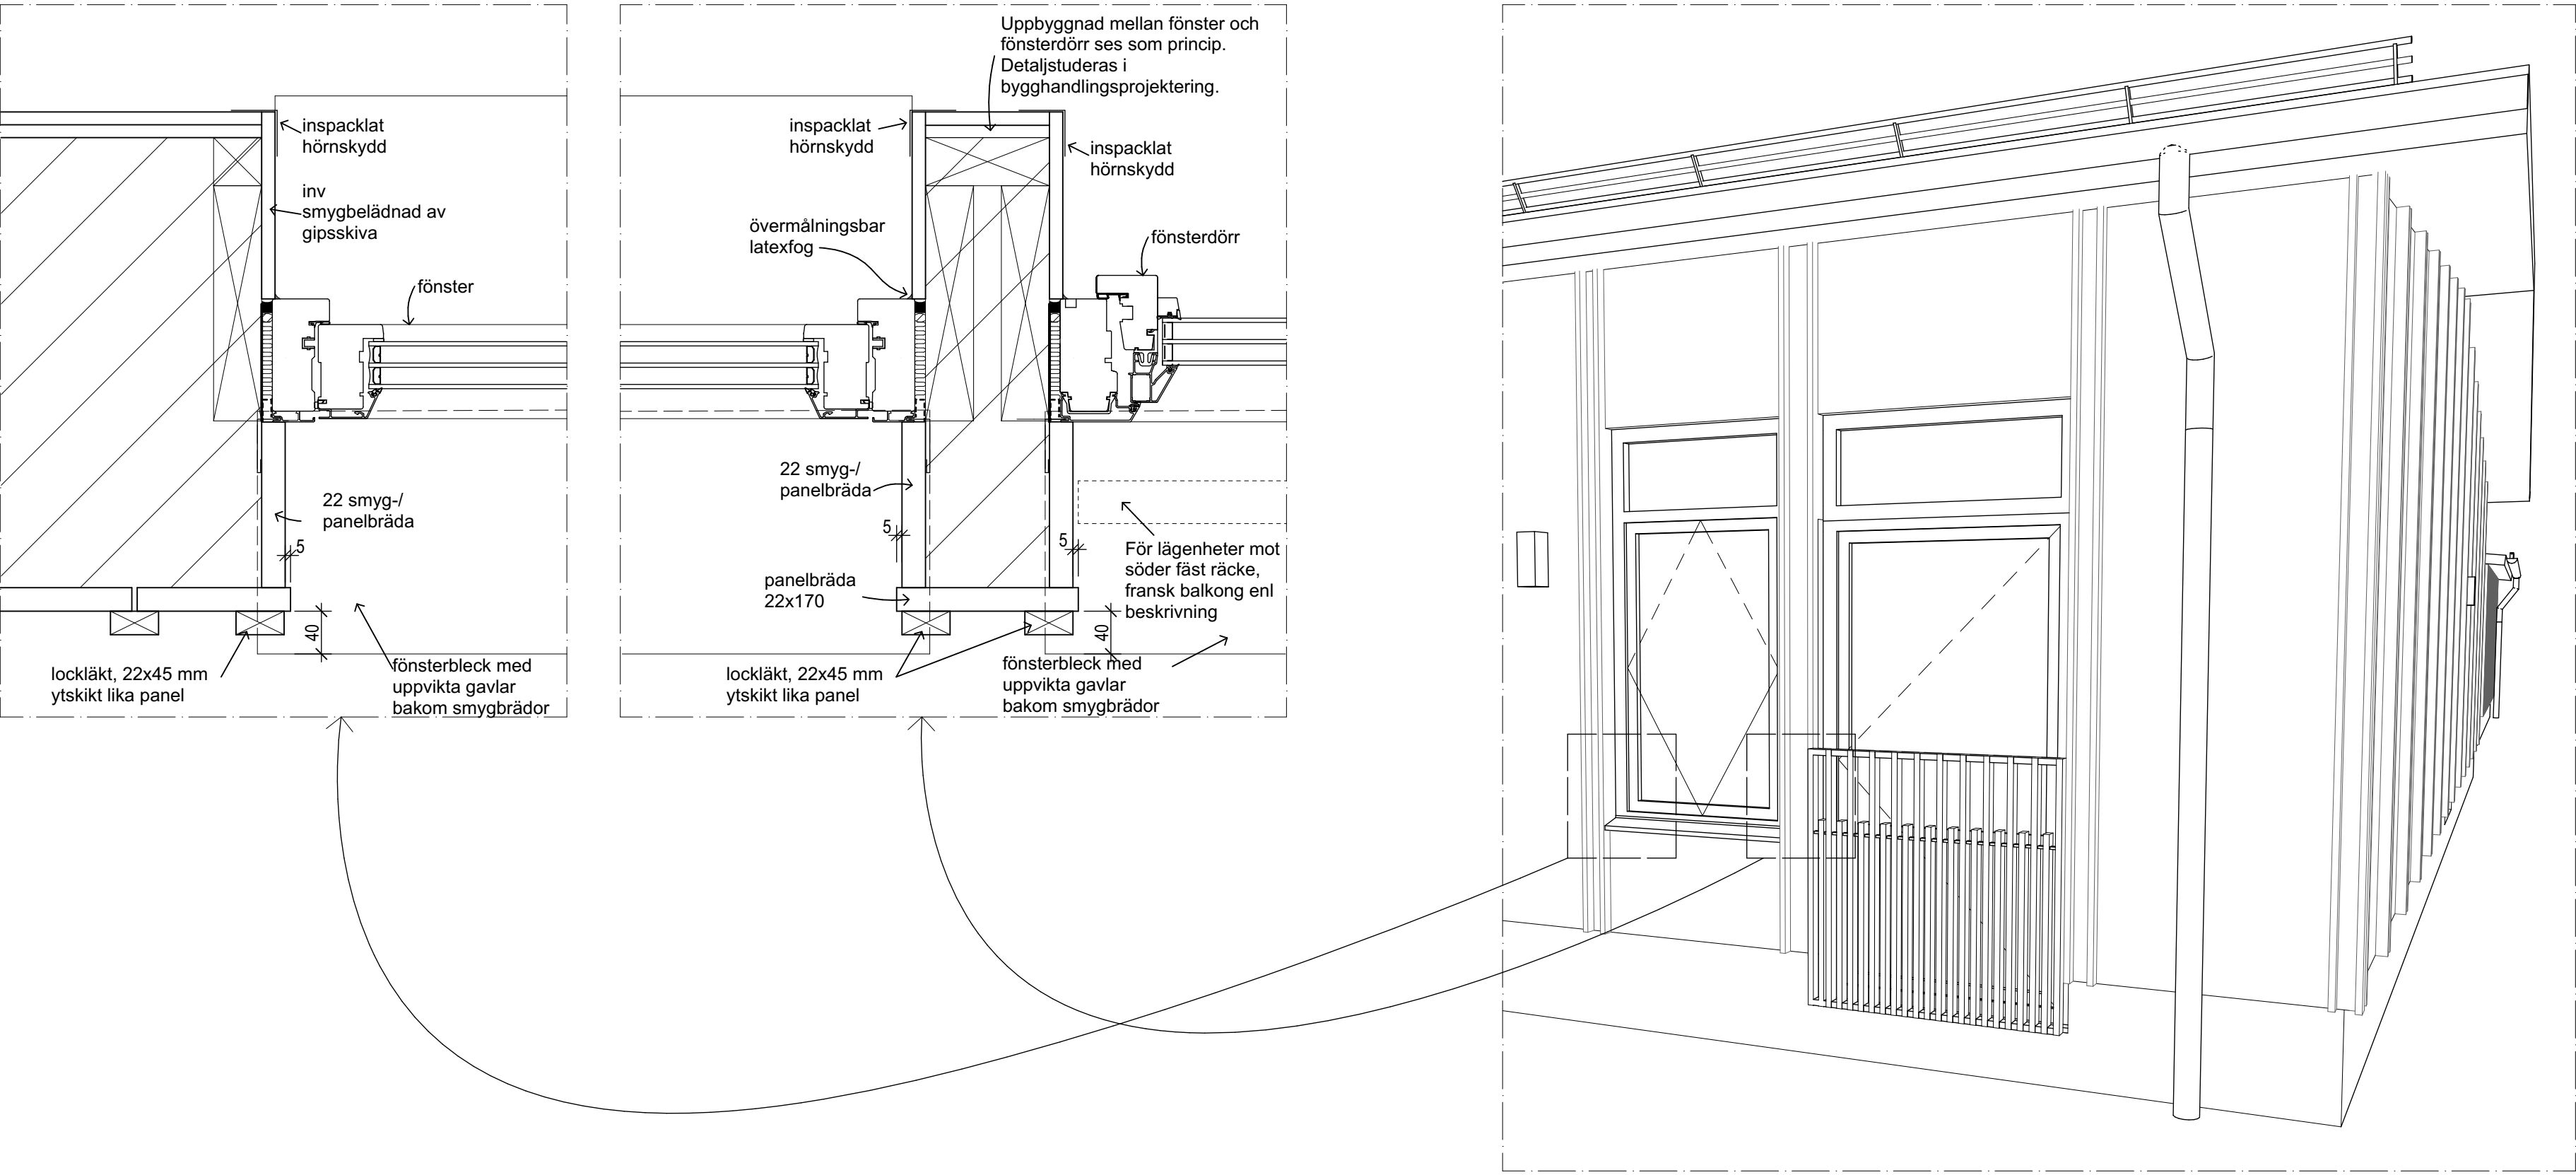 inspacklat
hörnskydd
inv
smygbelädnad av
gipsskiva
fönster
22 smyg-/
panelbräda
5
40
lockläkt, 22x45 mm
ytskikt lika panel
fönsterbleck med
uppvikta gavlar
bakom smygbrädor
Uppbyggnad mellan fönster och
fönsterdörr ses som princip.
Detaljstuderas i
bygghandlingsprojektering.
inspacklat
hörnskydd
inspacklat
hörnskydd
övermålningsbar
latexfog
fönsterdörr
22 smyg-/
panelbräda
5
5
För lägenheter mot
söder fäst räcke,
fransk balkong enl
beskrivning
panelbräda
22x170
40
lockläkt, 22x45 mm
ytskikt lika panel
fönsterbleck med
uppvikta gavlar
bakom smygbrädor